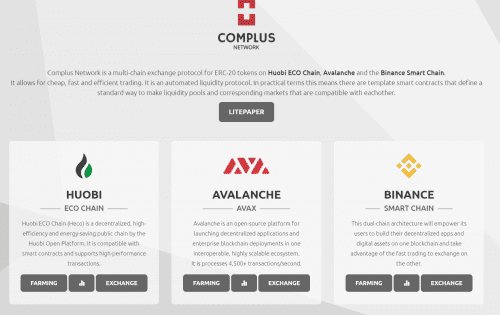 COMPLUS
NETWORK
Complus Network is a multi-chain exchange protocol for ERC-20 tokens on Huobi ECO Chain, Avalanche and the Binance Smart Chain.
It allows for cheap, fast and efficient trading. It is an automated liquidity protocol, in practical terms this means there are template smart contracts that define a
standard way to make liquidity pools and corresponding markets that are compatible with eachother.
LITEPAPER
HUOBI
ECO CHAIN
Huobi ECO Chain (Heco) is a decentralized, high-
efficiency and energy-saving public chain by the
Huobi Open Platform. It is compatible with
smart contracts and supports high-performance
transactions.
FARMING
EXCHANGE
AVA
AVALANCHE
AVAX
Avalanche is an open-source platform for
launching decentralized applications and
enterprise blockchain deployments in one
interoperable, highly scalable ecosystem.
It is processes 4,500+ transactions/second.
FARMING
EXCHANGE
BINANCE
SMART CHAIN
This dual chain architecture will empower its
users to build their decentralized apps and
digital assets on one blockchain and take
advantage of the fast trading to exchange on
the other.
FARMING
EXCHANGE